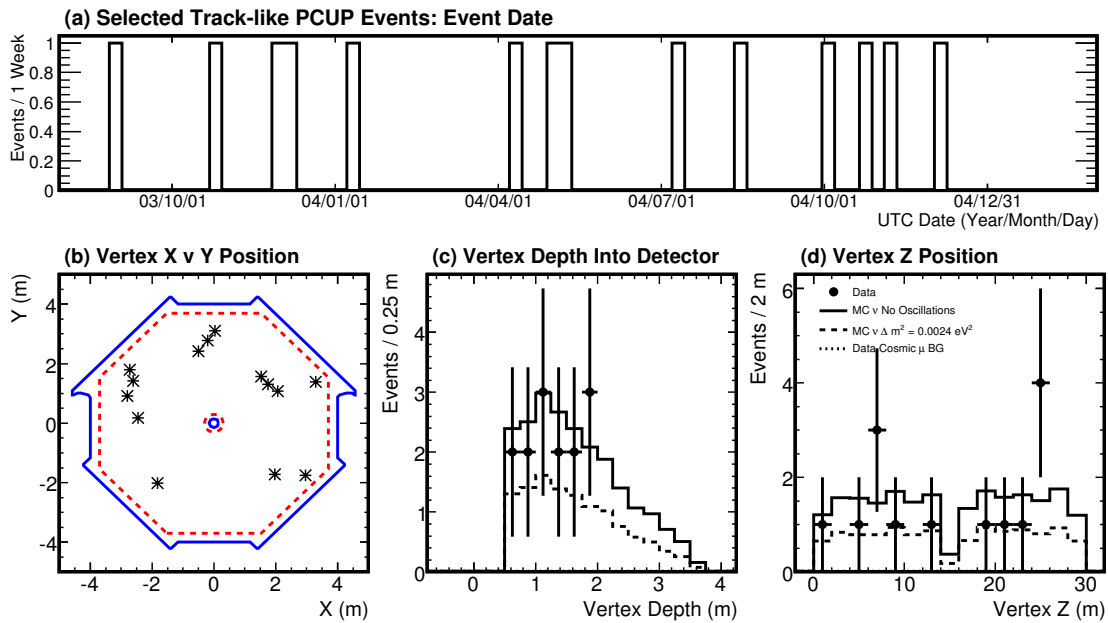 (a) Selected Track-like PCUP Events: Event Date
Events / 1 Week
1
0.8
0.6
0.4
0.2
0
03/10/01 04/01/01 04/04/01 04/07/01 04/10/01 04/12/31
UTC Date (Year/Month/Day)
(b) Vertex X v Y Position
Y (m)
4
2
0
-2
-4
-4 -2 0 2 4
X (m)
(c) Vertex Depth Into Detector
Events / 0.25 m
4
3
2
1
0
0 1 2 3 4
Vertex Depth (m)
(d) Vertex Z Position
Events / 2 m
6
4
2
0
Data
MC ν No Oscillations
MC ν Δ m² = 0.0024 eV²
Data Cosmic μ BG
0 10 20 30
Vertex Z (m)